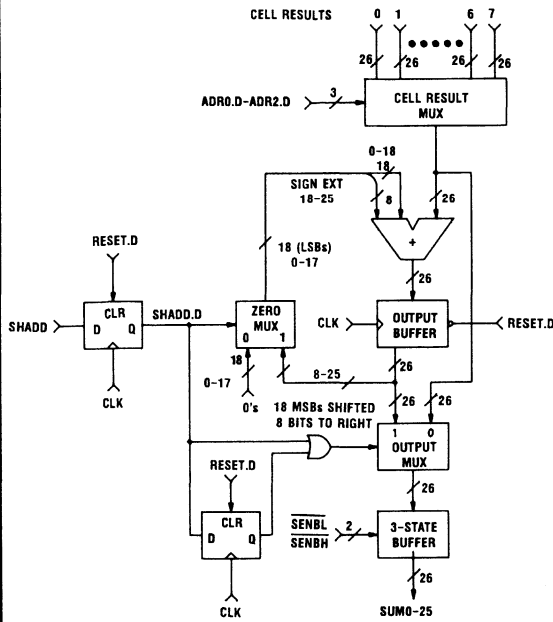 CELL RESULTS
0 1 6 7
26 26 26 26
ADR0.D-ADR2.D
3
CELL RESULT
MUX
0-18
18
SIGN EXT
18-25
8
26
18 (LSBs)
0-17
+
26
RESET.D
SHADD
CLR
D Q
SHADD.D
CLK
ZERO
MUX
0 1
CLK
OUTPUT
BUFFER
RESET.D
18
0-17
0's
8-25
26
18 MSBs SHIFTED
8 BITS TO RIGHT
26 26
1 0
OUTPUT
MUX
26
RESET.D
CLR
D Q
CLK
SENBL
SENBH
2
3-STATE
BUFFER
26
SUM0-25